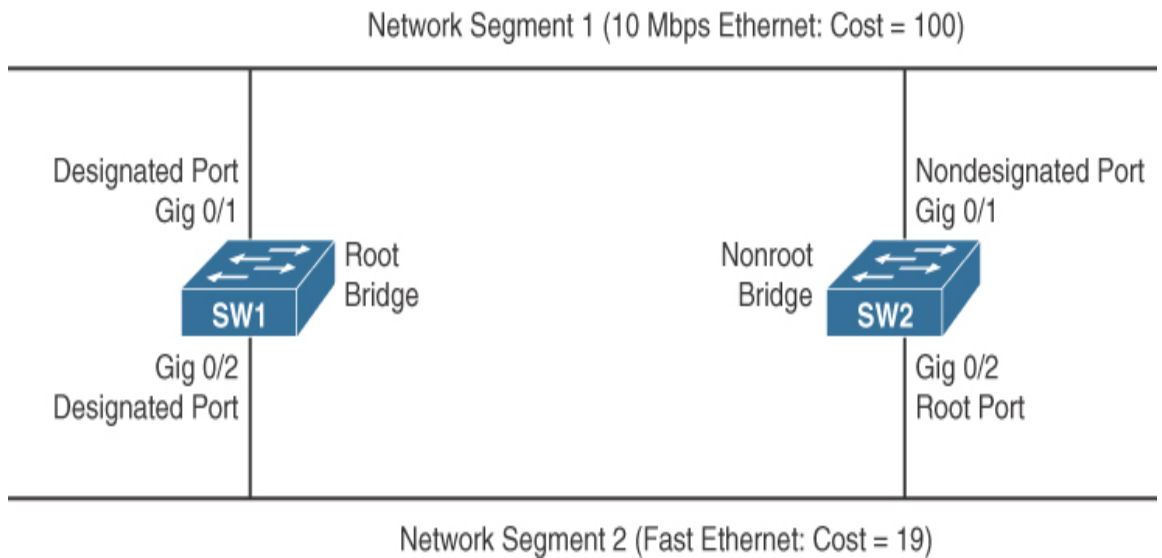 Network Segment 1 (10 Mbps Ethernet: Cost = 100)
Designated Port
Gig 0/1
Nondesignated Port
Gig 0/1
Root
Bridge
SW1
Nonroot
Bridge
SW2
Gig 0/2
Designated Port
Gig 0/2
Root Port
Network Segment 2 (Fast Ethernet: Cost = 19)